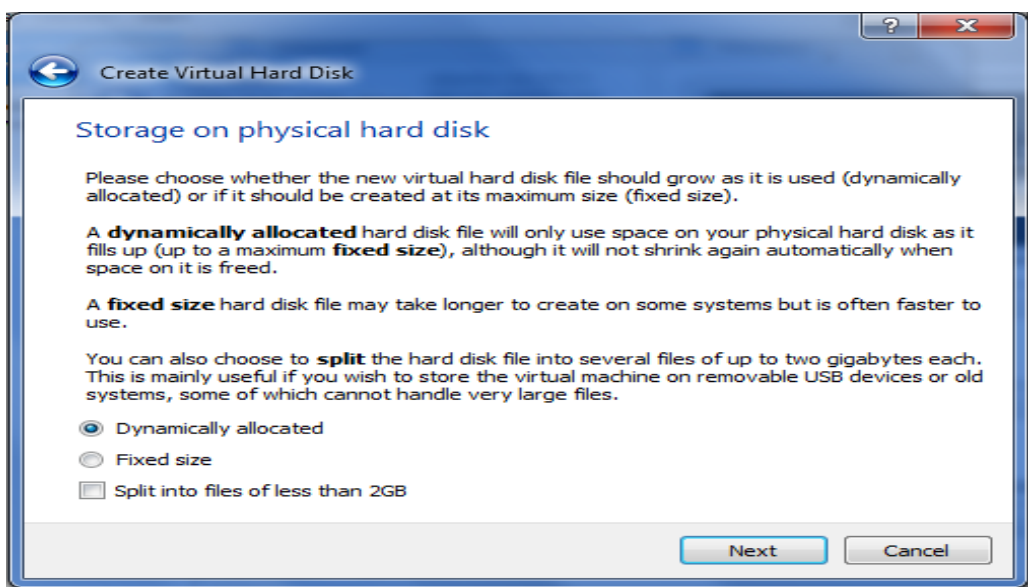 ?
Create Virtual Hard Disk
Storage on physical hard disk
Please choose whether the new virtual hard disk file should grow as it is used (dynamically
allocated) or if it should be created at its maximum size (fixed size).
A dynamically allocated hard disk file will only use space on your physical hard disk as it
fills up (up to a maximum fixed size), although it will not shrink again automatically when
space on it is freed.
A fixed size hard disk file may take longer to create on some systems but is often faster to
use.
You can also choose to split the hard disk file into several files of up to two gigabytes each.
This is mainly useful if you wish to store the virtual machine on removable USB devices or old
systems, some of which cannot handle very large files.
Dynamically allocated
Fixed size
Split into files of less than 2GB
Next Cancel